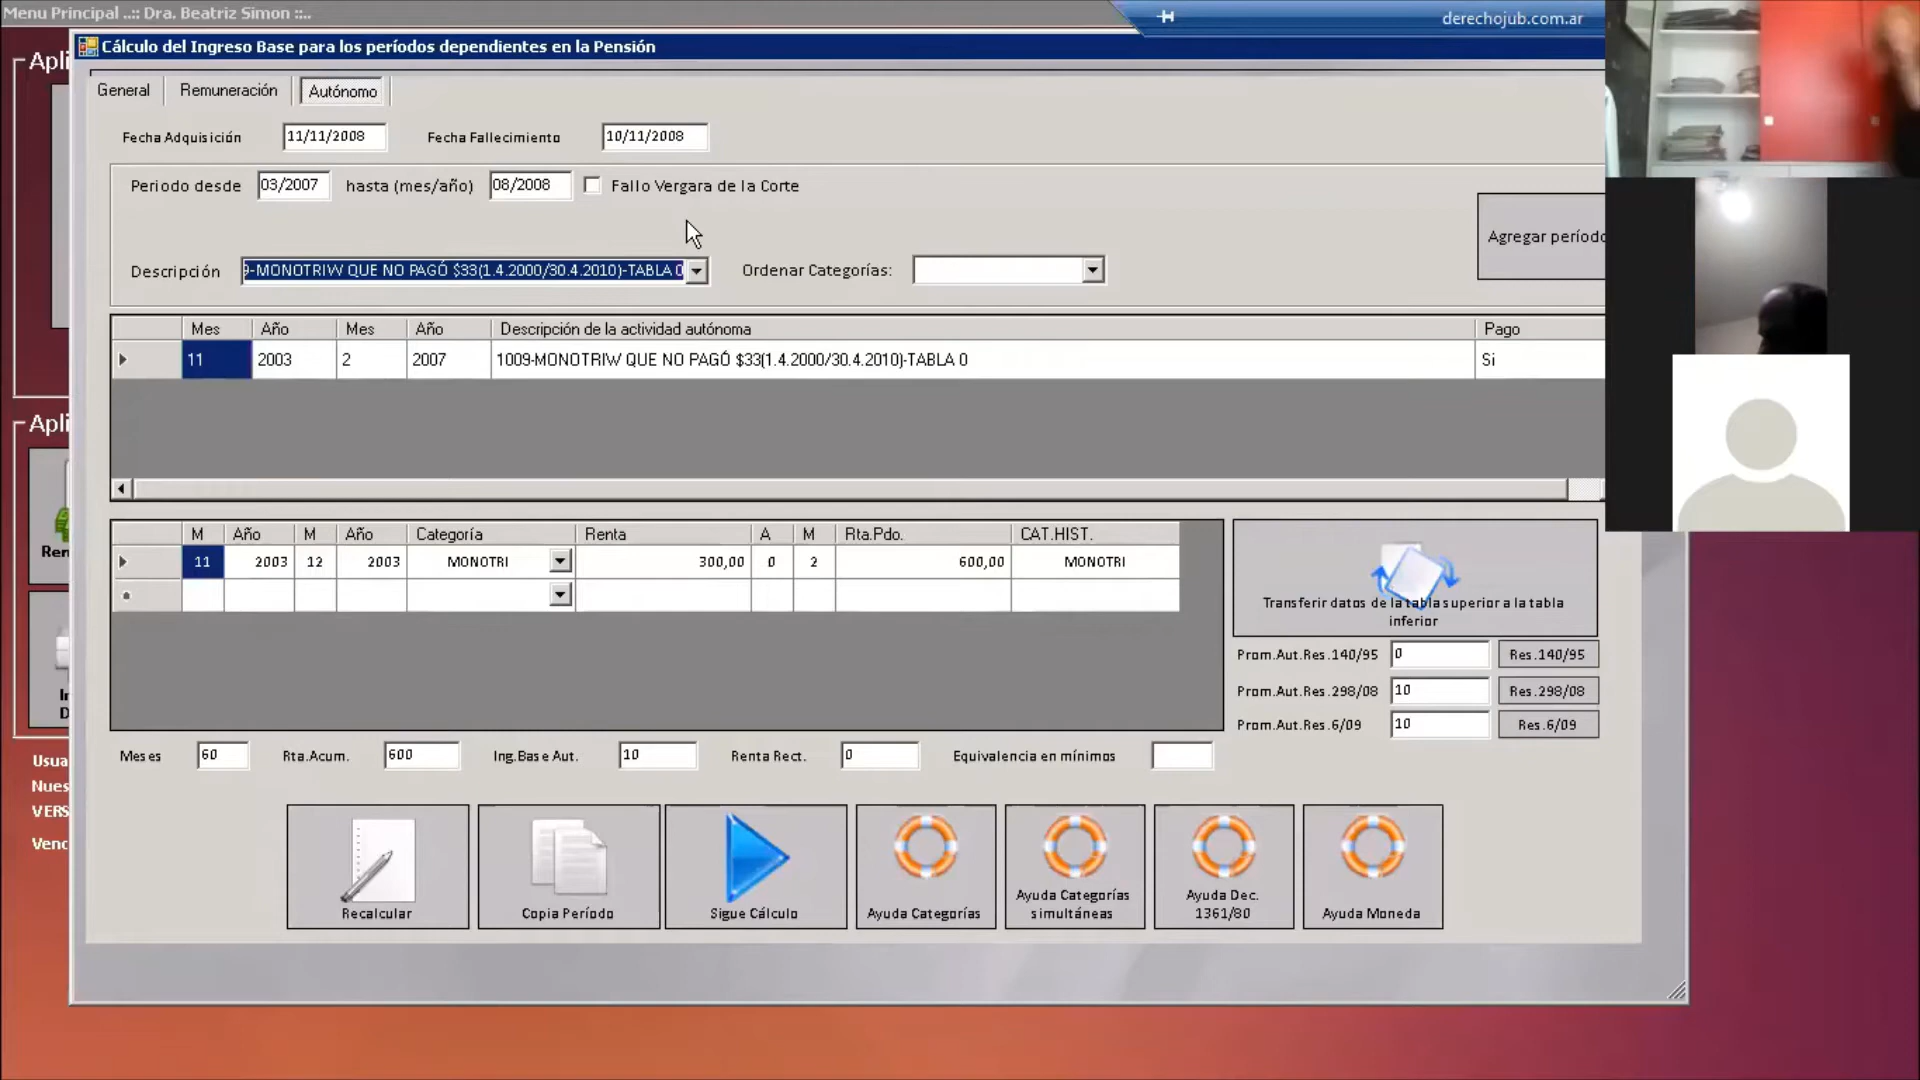 Menu Principal ..:: Dra. Beatriz Simon ::..
derechojub.com.ar
Cálculo del Ingreso Base para los períodos dependientes en la Pensión
Apli
General Remuneración Autónomo
Fecha Adquisición 11/11/2008 Fecha Fallecimiento 10/11/2008
Periodo desde 03/2007 hasta (mes/año) 08/2008 Fallo Vergara de la Corte
Agregar período
Descripción 9-MONOTRIW QUE NO PAGÓ $33(1.4.2000/30.4.2010)-TABLA 0 Ordenar Categorías:
Mes Año Mes Año Descripción de la actividad autónoma Pago
11 2003 2 2007 1009-MONOTRIW QUE NO PAGÓ $33(1.4.2000/30.4.2010)-TABLA 0 Si
Apli
M Año M Año Categoría Renta A M Rta.Pdo. CAT.HIST.
11 2003 12 2003 MONOTRI 300,00 0 2 600,00 MONOTRI
Transferir datos de la tabla superior a la tabla
inferior
Prom.Aut.Res.140/95 0 Res.140/95
Prom.Aut.Res.298/08 10 Res.298/08
Prom.Aut.Res.6/09 10 Res.6/09
Meses 60 Rta.Acum. 600 Ing.Base Aut. 10 Renta Rect. 0 Equivalencia en mínimos
Ren
In
D
Usua
Nues
VERS
Venc
Recalcular
Copia Período
Sigue Cálculo
Ayuda Categorías
Ayuda Categorías
simultáneas
Ayuda Dec.
1361/80
Ayuda Moneda